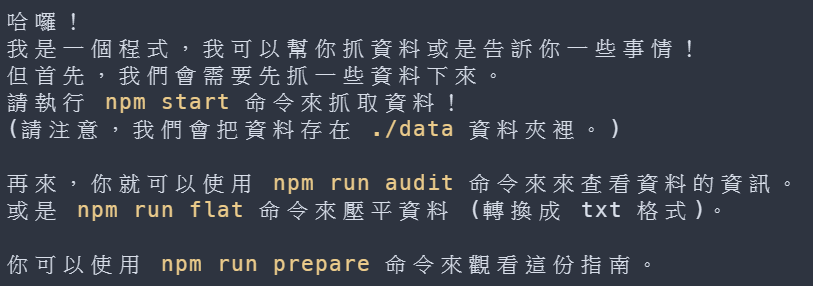 哈囉！
我是一個程式，我可以幫你抓資料或是告訴你一些事情！
但首先，我們會需要先抓一些資料下來。
請執行 npm start 命令來抓取資料！
(請注意，我們會把資料存在 ./data 資料夾裡。)
再來，你就可以使用 npm run audit 命令來來查看資料的資訊。
或是 npm run flat 命令來壓平資料 (轉換成 txt 格式)。
你可以使用 npm run prepare 命令來觀看這份指南。